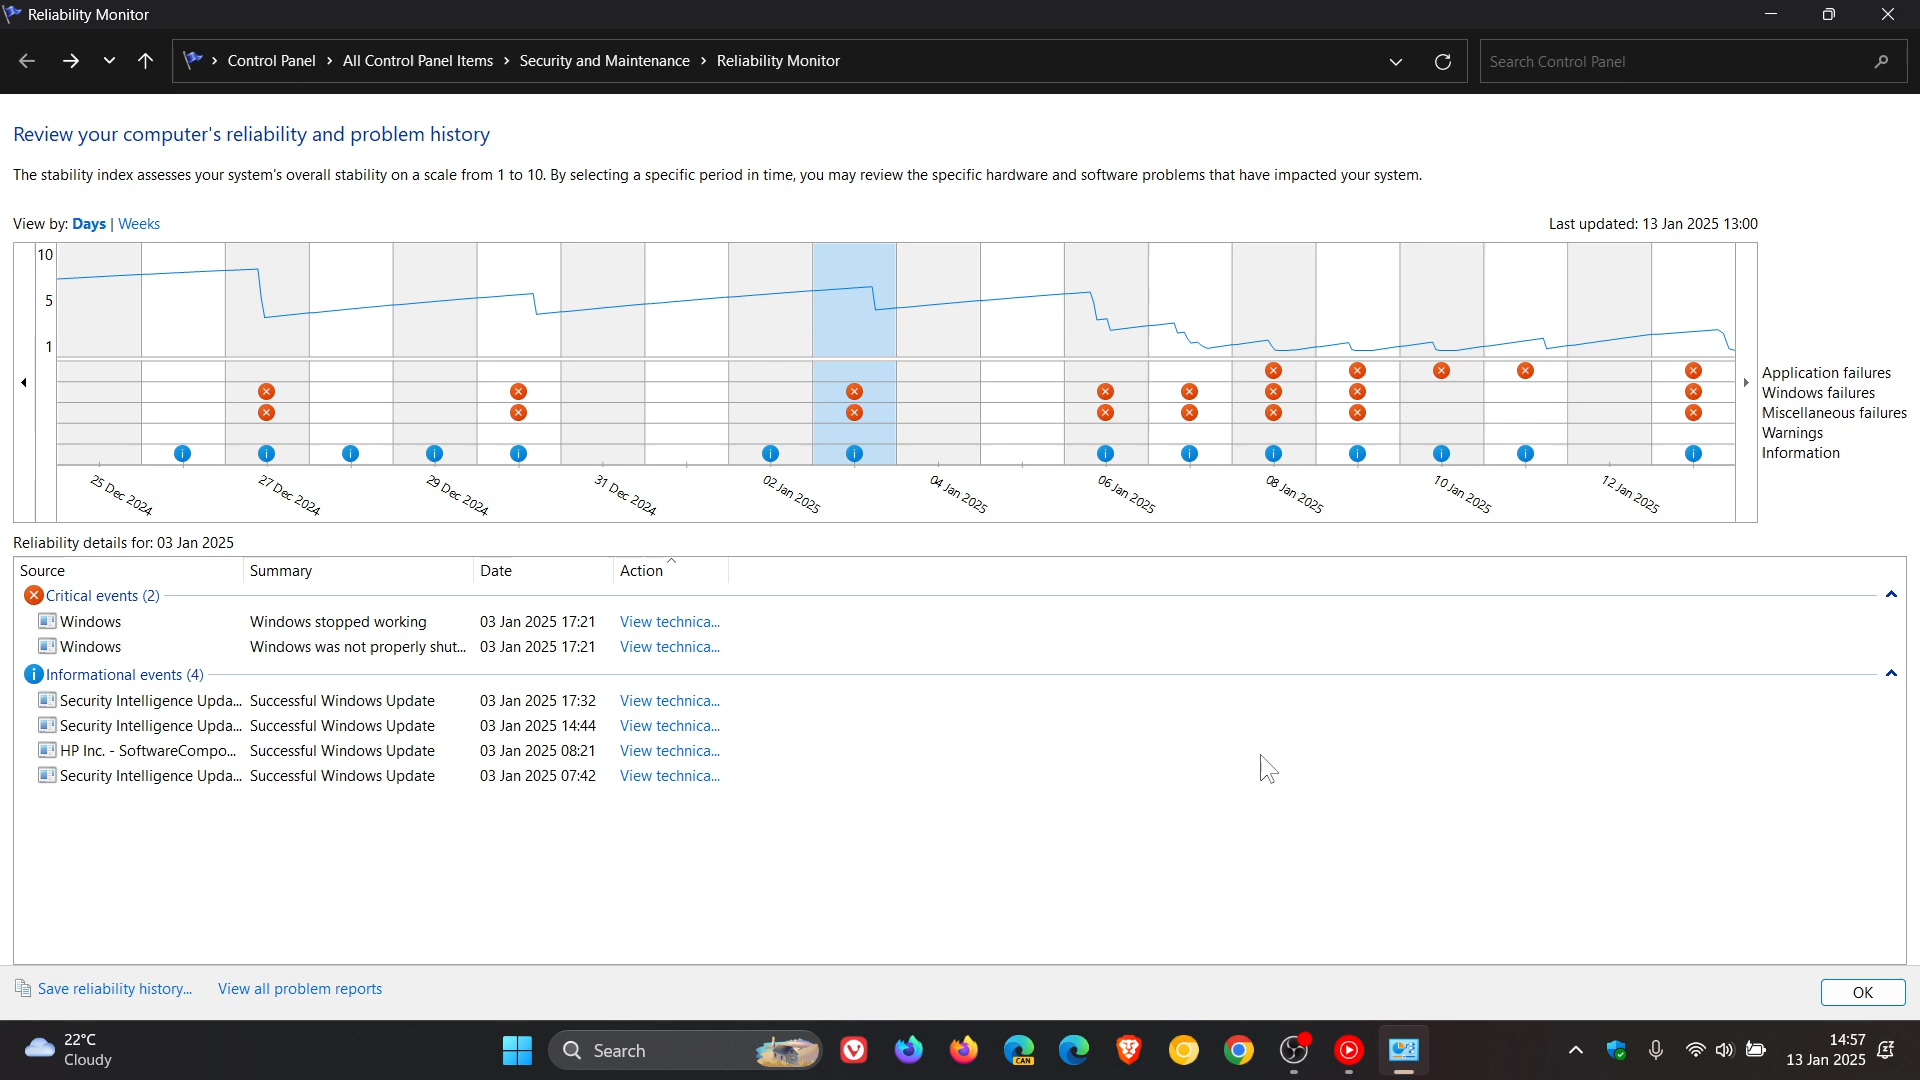 Reliability Monitor
Control Panel > All Control Panel Items > Security and Maintenance > Reliability Monitor
Search Control Panel
Review your computer's reliability and problem history
The stability index assesses your system's overall stability on a scale from 1 to 10. By selecting a specific period in time, you may review the specific hardware and software problems that have impacted your system.
View by: Days | Weeks
Last updated: 13 Jan 2025 13:00
10
5
1
Application failures
Windows failures
Miscellaneous failures
Warnings
Information
25 Dec 2024 27 Dec 2024 29 Dec 2024 31 Dec 2024 02 Jan 2025 04 Jan 2025 06 Jan 2025 08 Jan 2025 10 Jan 2025 12 Jan 2025
Reliability details for: 03 Jan 2025
Source Summary Date Action
Critical events (2)
Windows Windows stopped working 03 Jan 2025 17:21 View technica...
Windows Windows was not properly shut... 03 Jan 2025 17:21 View technica...
Informational events (4)
Security Intelligence Upda... Successful Windows Update 03 Jan 2025 17:32 View technica...
Security Intelligence Upda... Successful Windows Update 03 Jan 2025 14:44 View technica...
HP Inc. - SoftwareCompo... Successful Windows Update 03 Jan 2025 08:21 View technica...
Security Intelligence Upda... Successful Windows Update 03 Jan 2025 07:42 View technica...
Save reliability history... View all problem reports
OK
22°C
Cloudy
Search
CAN
14:57
13 Jan 2025